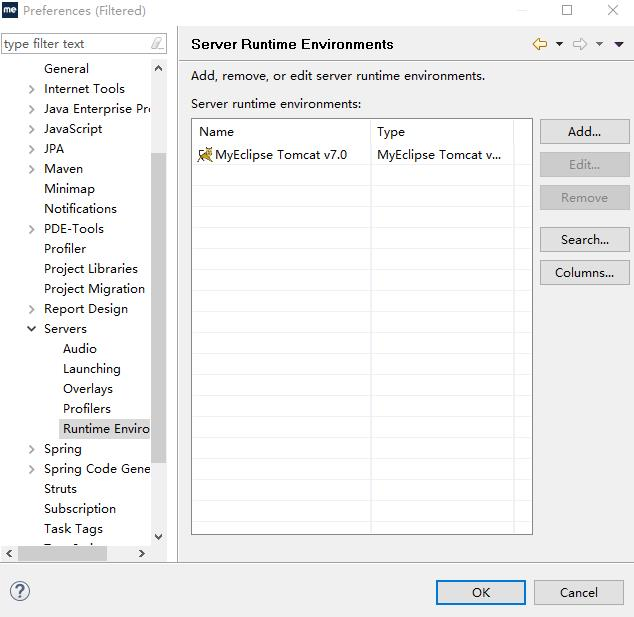 me Preferences (Filtered)
type filter text
General
Internet Tools
Java Enterprise Pr
JavaScript
JPA
Maven
Minimap
Notifications
PDE-Tools
Profiler
Project Libraries
Project Migration
Report Design
Servers
Audio
Launching
Overlays
Profilers
Runtime Enviro
Spring
Spring Code Gene
Struts
Subscription
Task Tags
Server Runtime Environments
Add, remove, or edit server runtime environments.
Server runtime environments:
Name Type
MyEclipse Tomcat v7.0 MyEclipse Tomcat v...
Add...
Edit...
Remove
Search...
Columns...
?
OK Cancel